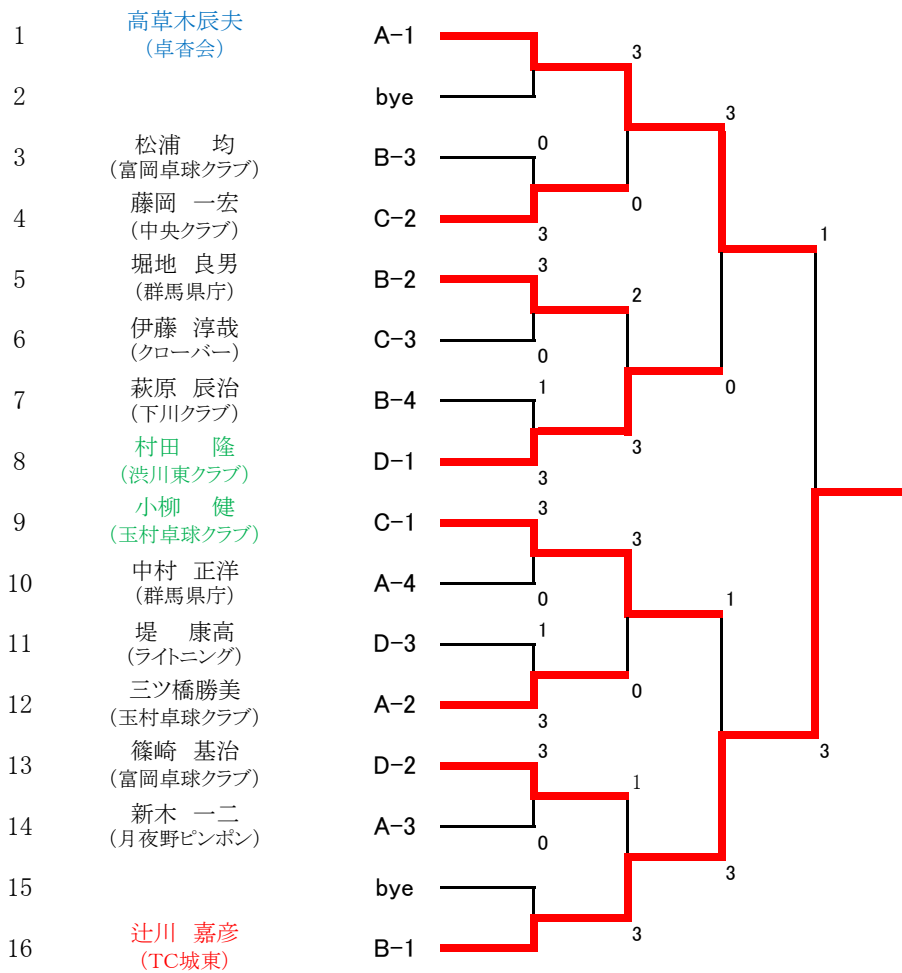 1 高草木辰夫 A-1
(卓杏会)
3
2 bye
3
3 松浦 均 B-3
0
(富岡卓球クラブ)
4 藤岡 一宏 C-2
0
(中央クラブ)
3
1
5 堀地 良男 B-2
3
(群馬県庁)
2
6 伊藤 淳哉 C-3
(クローバー)
0
7 萩原 辰治 B-4
1
0
(下川クラブ)
8 村田 隆 D-1
3
(渋川東クラブ)
3
9 小柳 健 C-1
3
(玉村卓球クラブ)
3
10 中村 正洋 A-4
(群馬県庁)
0
1
11 堤 康高 D-3
1
(ライトニング)
12 三ツ橋勝美 A-2
0
(玉村卓球クラブ)
3
13 篠崎 基治 D-2
3
3
(富岡卓球クラブ)
1
14 新木 一二 A-3
(月夜野ピンポン)
0
15 bye
3
16 辻川 嘉彦 B-1
3
(TC城東)